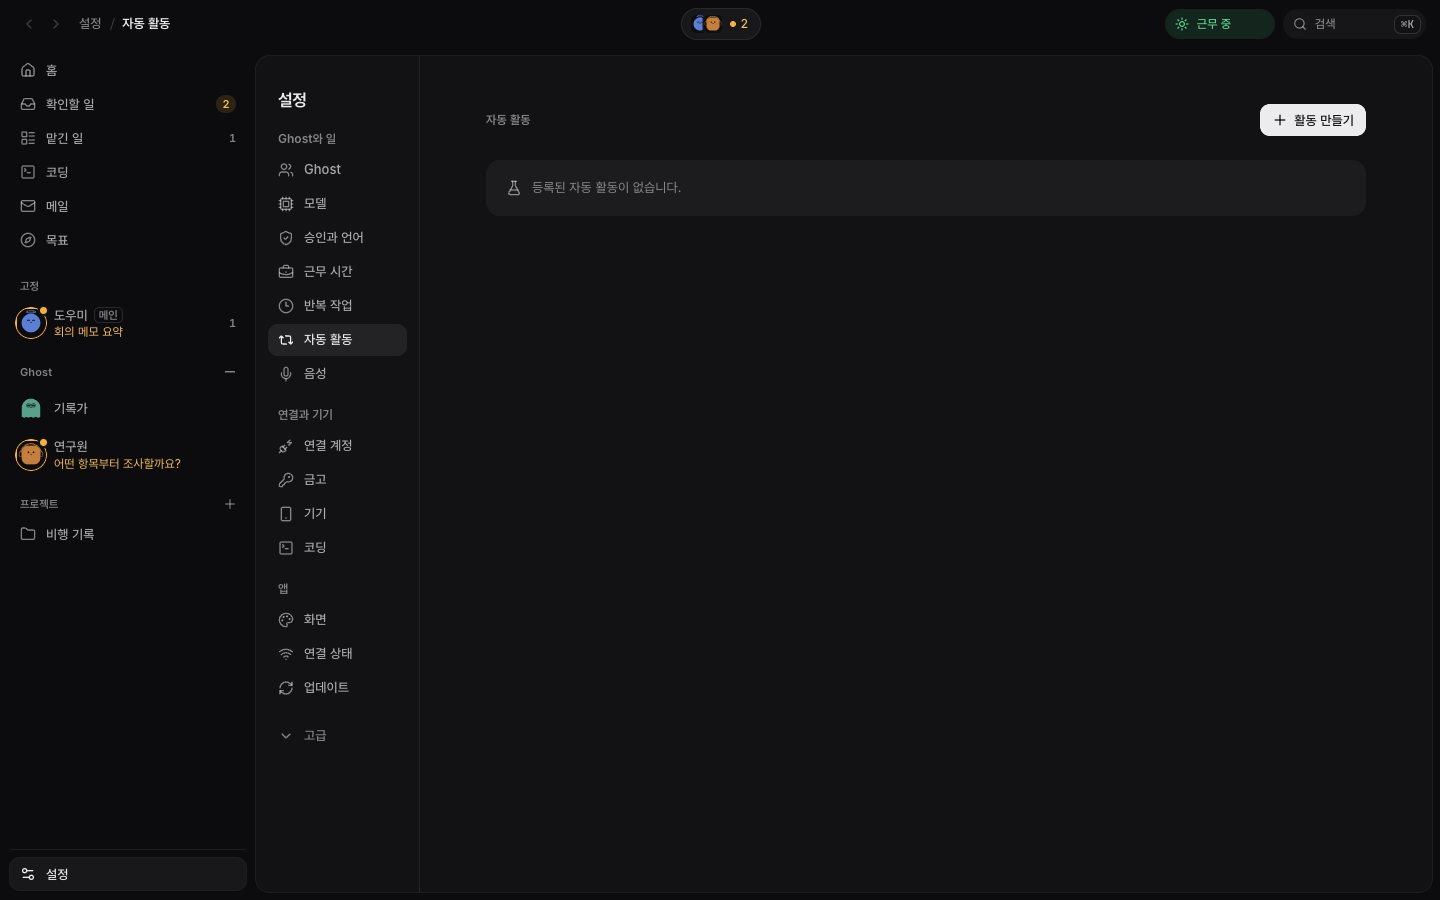 설정 / 자동 활동
2
근무 중
검색
⌘K
홈
확인할 일
2
맡긴 일
1
코딩
메일
목표
고정
도우미 메인
회의 메모 요약
1
Ghost
기록가
연구원
어떤 항목부터 조사할까요?
프로젝트
비행 기록
설정
설정
Ghost와 일
Ghost
모델
승인과 언어
근무 시간
반복 작업
자동 활동
음성
연결과 기기
연결 계정
금고
기기
코딩
앱
화면
연결 상태
업데이트
고급
자동 활동
활동 만들기
등록된 자동 활동이 없습니다.